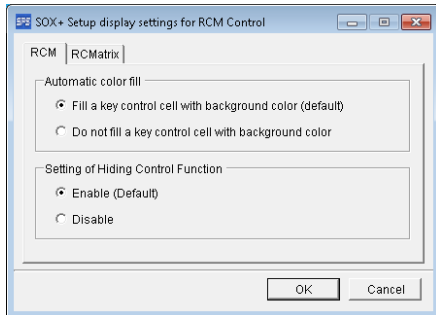 SPS SOX+ Setup display settings for RCM Control
RCM RCMatrix
Automatic color fill
Fill a key control cell with background color (default)
Do not fill a key control cell with background color
Setting of Hiding Control Function
Enable (Default)
Disable
OK Cancel